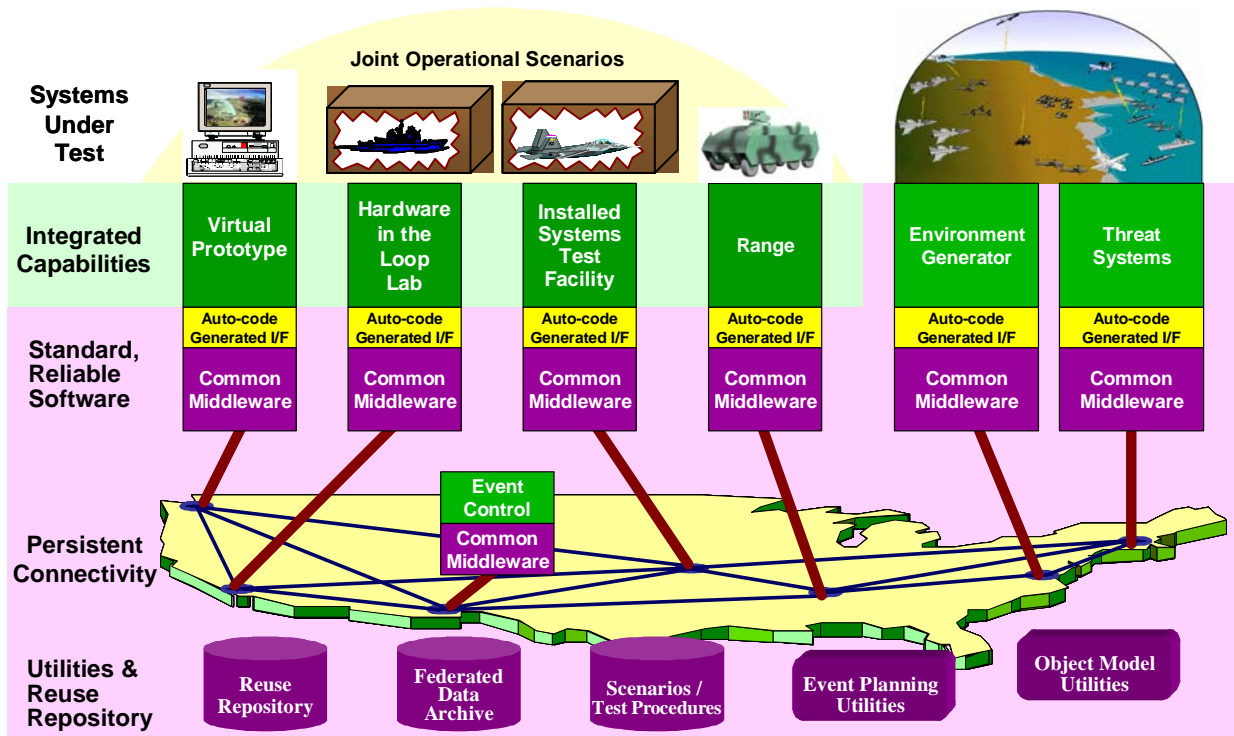 Joint Operational Scenarios
Systems
Under
Test
Integrated
Capabilities
Virtual
Prototype
Hardware
in the
Loop
Lab
Installed
Systems
Test
Facility
Range
Environment
Generator
Threat
Systems
Standard,
Reliable
Software
Auto-code
Generated I/F
Auto-code
Generated I/F
Auto-code
Generated I/F
Auto-code
Generated I/F
Auto-code
Generated I/F
Auto-code
Generated I/F
Common
Middleware
Common
Middleware
Common
Middleware
Common
Middleware
Common
Middleware
Common
Middleware
Persistent
Connectivity
Event
Control
Common
Middleware
Utilities &
Reuse
Repository
Reuse
Repository
Federated
Data
Archive
Scenarios /
Test Procedures
Event Planning
Utilities
Object Model
Utilities